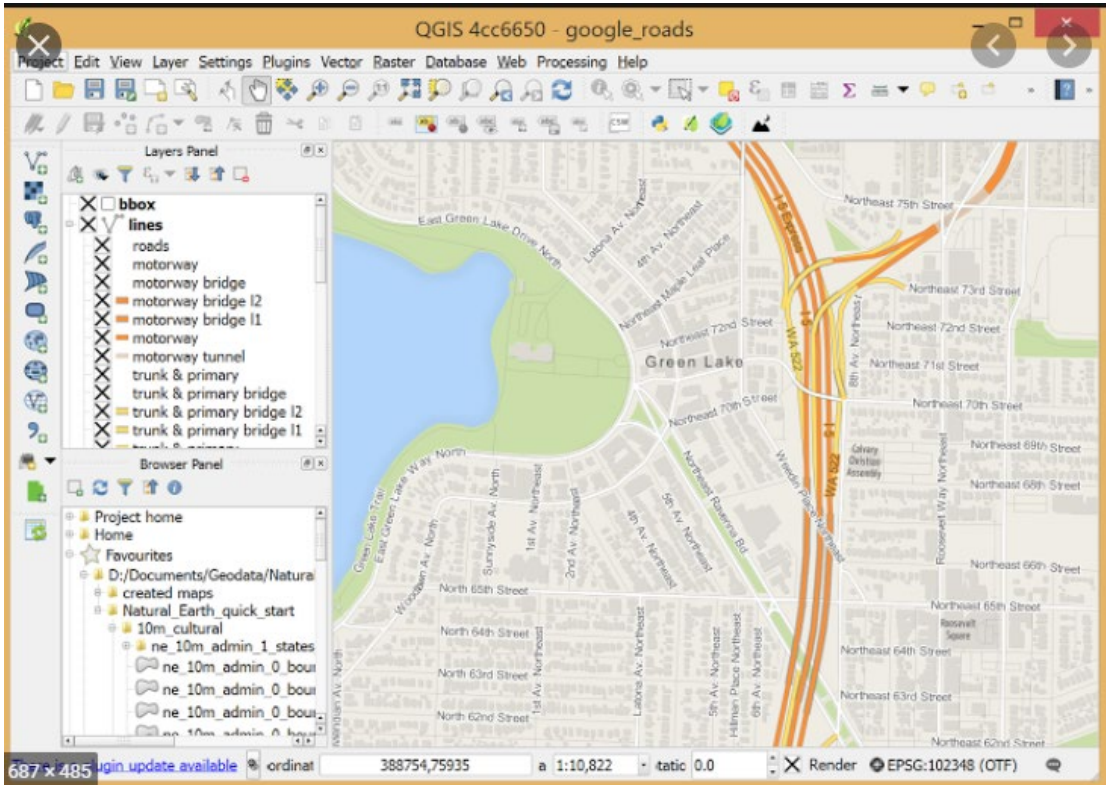 QGIS 4cc6650 - google_roads
Project Edit View Layer Settings Plugins Vector Raster Database Web Processing Help
Layers Panel
bbox
lines
roads
motorway
motorway bridge
motorway bridge l2
motorway bridge l1
motorway
motorway tunnel
trunk & primary
trunk & primary bridge
trunk & primary bridge l2
trunk & primary bridge l1
trunk & primary
Browser Panel
Project home
Home
Favourites
D:/Documents/Geodata/Natural
created maps
Natural_Earth_quick_start
10m_cultural
ne_10m_admin_1_states
ne_10m_admin_0_bour
ne_10m_admin_0_bour
ne_10m_admin_0_bour
ne_10m_admin_0_bour
East Green Lake Drive North
Latona Av. Northeast
4th Av. Northeast
Northeast Maple Leaf Place
I-5 Express
Northeast 75th Street
Northeast 73rd Street
Northeast 72nd Street
Northeast 72nd Street
I-5
WA 522
8th Av. Northeast
Green Lake
Northeast 71st Street
Northeast 70th Street
Northeast 70th Street
I-5
WA 522
Calvary
Christian
Assembly
Roosevelt Way Northeast
Northeast 69th Street
Northeast 68th Street
Weedin Place Northeast
Northeast Ravenna Bd.
East Green Lake Way North
Green Lake Trail
Woodlawn Av. North
Sunnyside Av. North
1st Av. Northeast
2nd Av. Northeast
4th Av. Northeast
5th Av. Northeast
Northeast 66th Street
North 65th Street
Northeast 65th Street
Roosevelt
Square
North 64th Street
Northeast 64th Street
North 63rd Street
Northeast 63rd Street
North 62nd Street
Northeast 62nd Street
Meridian Av. North
1st Av. Northeast
Latona Av. Northeast
5th Av. Northeast
Hillman Place Northeast
6th Av. Northeast
687 × 485
lugin update available
ordinat
388754,75935
a 1:10,822
tatic 0.0
Render
EPSG:102348 (OTF)